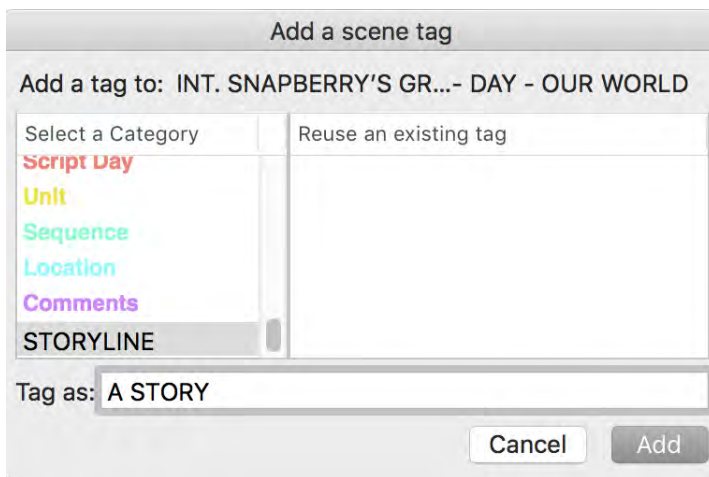 Add a scene tag
Add a tag to: INT. SNAPBERRY'S GR...- DAY - OUR WORLD
Select a Category
Reuse an existing tag
Script Day
Unit
Sequence
Location
Comments
STORYLINE
Tag as: A STORY
Cancel
Add